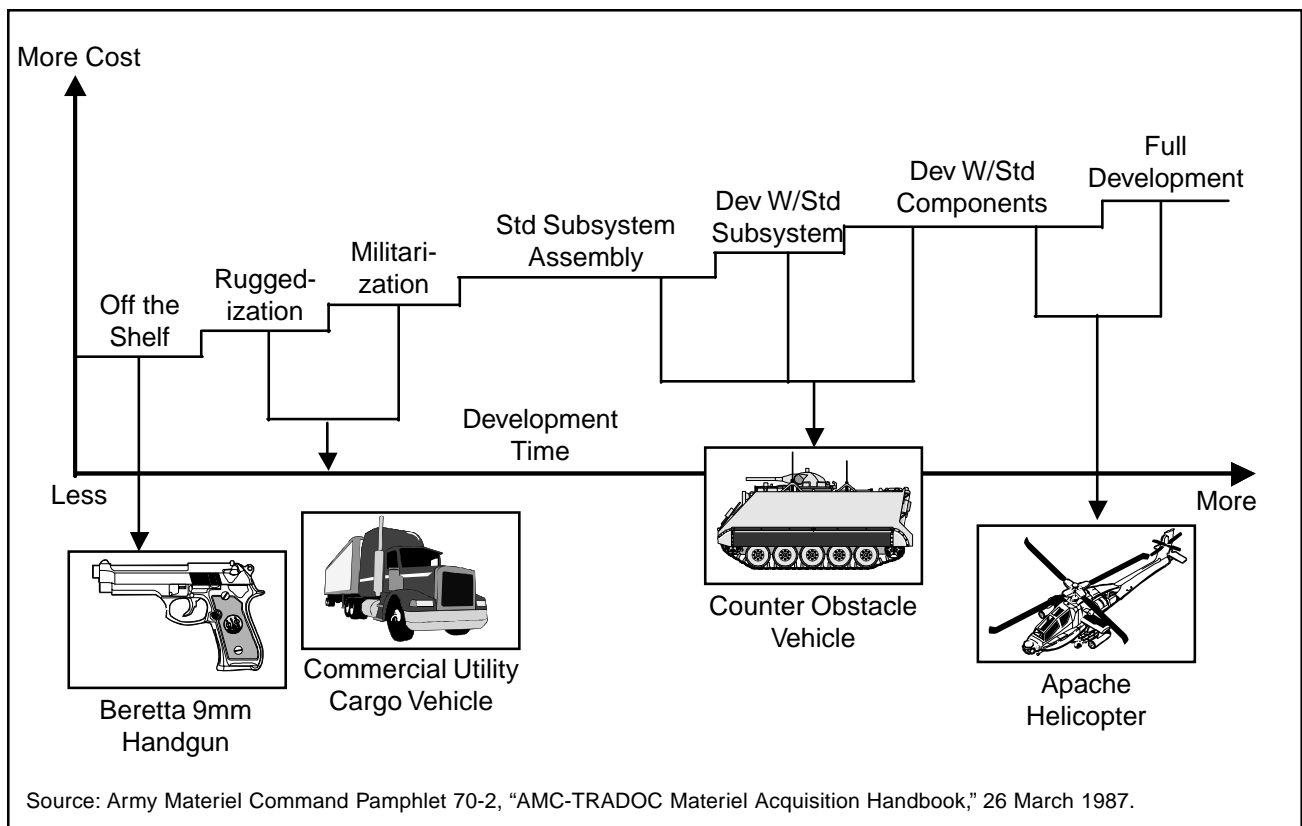 More Cost
Full
Development
Dev W/Std
Components
Dev W/Std
Subsystem
Std Subsystem
Assembly
Militari-
zation
Rugged-
ization
Off the
Shelf
Development
Time
Less
More
Beretta 9mm
Handgun
Commercial Utility
Cargo Vehicle
Counter Obstacle
Vehicle
Apache
Helicopter
Source: Army Materiel Command Pamphlet 70-2, “AMC-TRADOC Materiel Acquisition Handbook,” 26 March 1987.